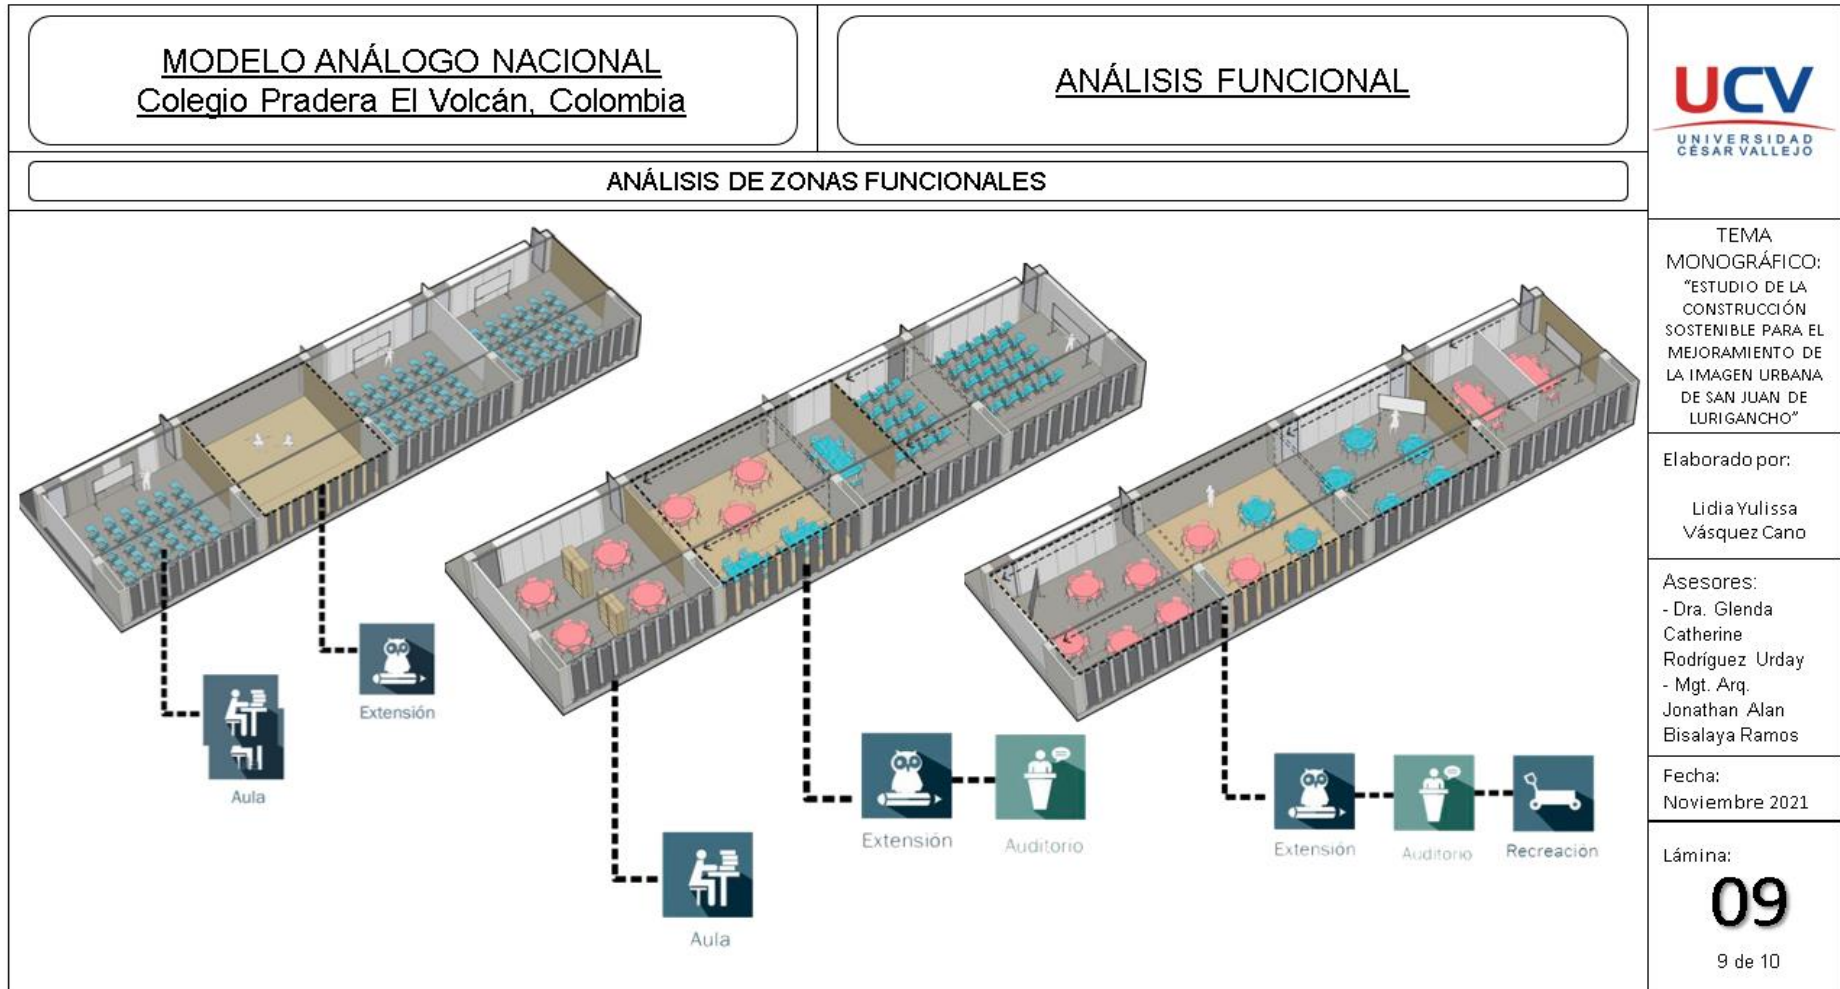 MODELO ANÁLOGO NACIONAL
Colegio Pradera El Volcán, Colombia
ANÁLISIS FUNCIONAL
ANÁLISIS DE ZONAS FUNCIONALES
Aula
Extensión
Aula
Extensión
Auditorio
Extensión
Auditorio
Recreación
UCV
UNIVERSIDAD
CÉSAR VALLEJO
TEMA
MONOGRÁFICO:
“ESTUDIO DE LA
CONSTRUCCIÓN
SOSTENIBLE PARA EL
MEJORAMIENTO DE
LA IMAGEN URBANA
DE SAN JUAN DE
LURIGANCHO”
Elaborado por:
Lidia Yulissa
Vásquez Cano
Asesores:
- Dra. Glenda
Catherine
Rodríguez Urday
- Mgt. Arq.
Jonathan Alan
Bisalaya Ramos
Fecha:
Noviembre 2021
Lámina:
09
9 de 10